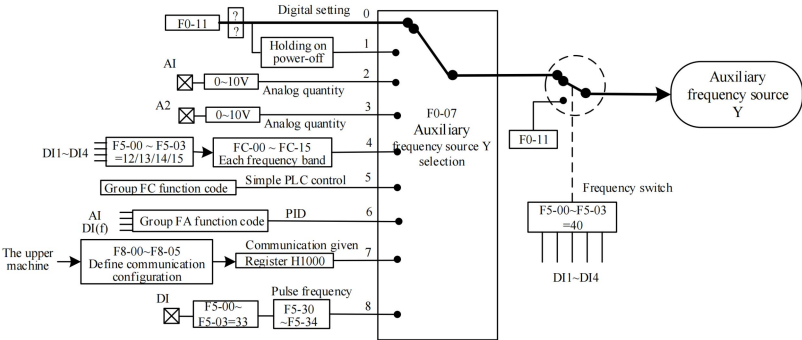 Digital setting
0
F0-11
?
?
Holding on
power-off
1
AI
0~10V
2
Analog quantity
A2
0~10V
3
Analog quantity
DI1~DI4
F5-00 ~ F5-03
=12/13/14/15
FC-00 ~ FC-15
Each frequency band
4
Group FC function code
Simple PLC control
5
AI
DI(f)
Group FA function code
PID
6
The upper
machine
F8-00~F8-05
Define communication
configuration
Communication given
Register H1000
7
DI
F5-00~
F5-03=33
Pulse frequency
F5-30
~F5-34
8
F0-07
Auxiliary
frequency source Y
selection
F0-11
Frequency switch
F5-00~F5-03
=40
DI1~DI4
Auxiliary
frequency source
Y